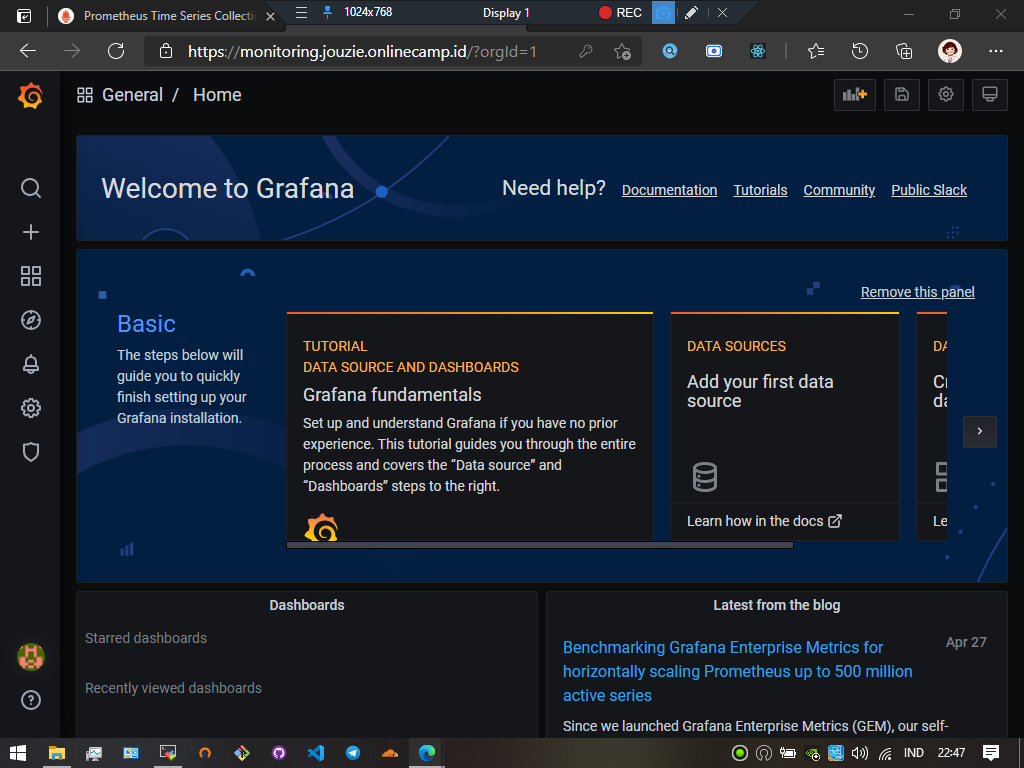 Prometheus Time Series Collectio
1024x768
Display 1
REC
https://monitoring.jouzie.onlinecamp.id/?orgId=1
General / Home
Welcome to Grafana
Need help?
Documentation
Tutorials
Community
Public Slack
Remove this panel
Basic
The steps below will
guide you to quickly
finish setting up your
Grafana installation.
TUTORIAL
DATA SOURCE AND DASHBOARDS
Grafana fundamentals
Set up and understand Grafana if you have no prior
experience. This tutorial guides you through the entire
process and covers the “Data source” and
“Dashboards” steps to the right.
DATA SOURCES
Add your first data
source
Learn how in the docs
DA
Cr
da
Le
Dashboards
Starred dashboards
Recently viewed dashboards
Latest from the blog
Benchmarking Grafana Enterprise Metrics for
horizontally scaling Prometheus up to 500 million
active series
Apr 27
Since we launched Grafana Enterprise Metrics (GEM), our self-
IND
22:47